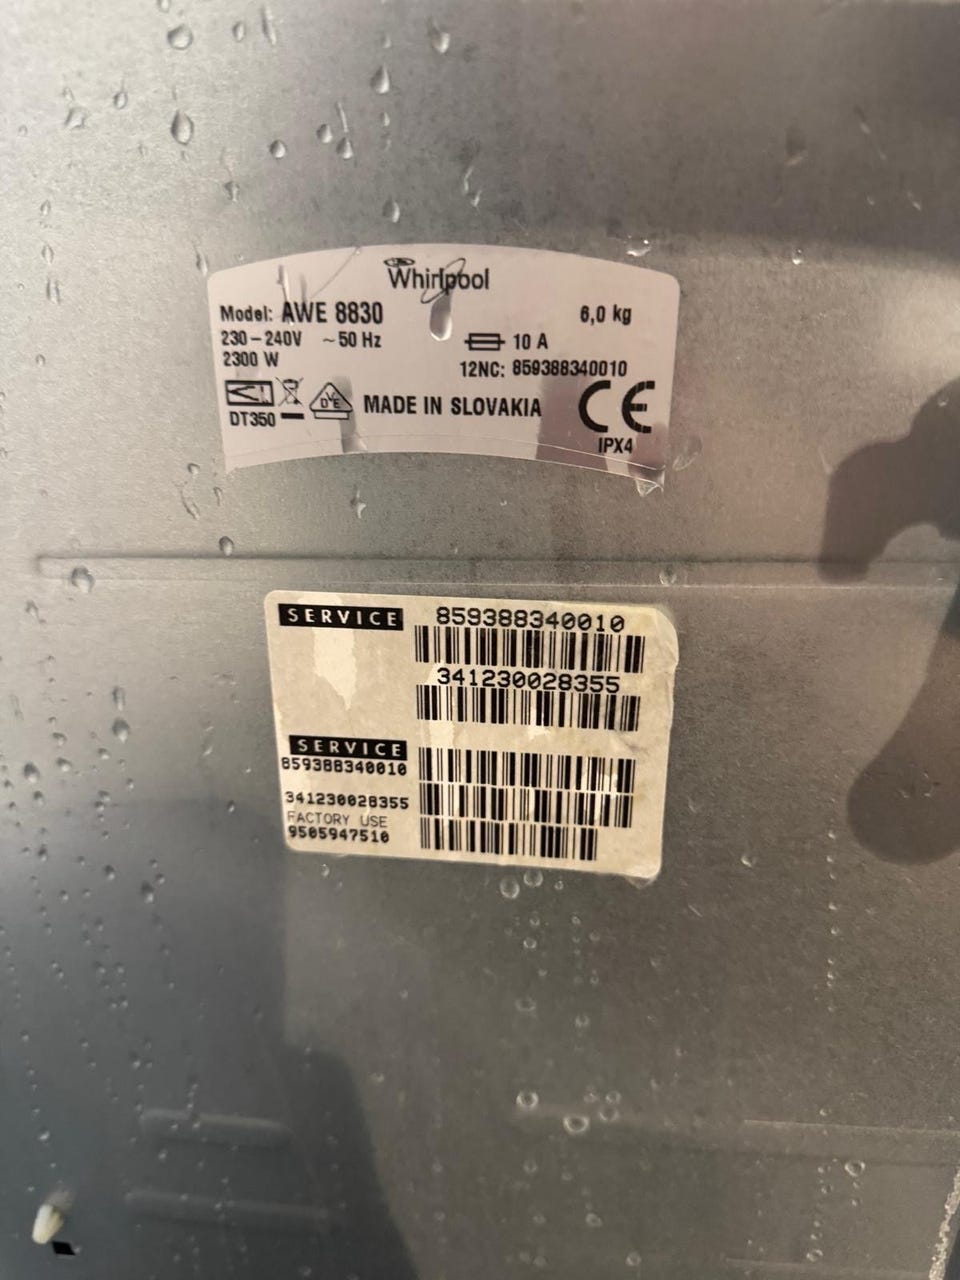 Whirlpool
Model: AWE 8830 6,0 kg
230-240V ~50 Hz 10 A
2300 W 12NC: 859388340010
DVE MADE IN SLOVAKIA CE
DT350 IPX4
SERVICE 859388340010
341230028355
SERVICE
859388340010
341230028355
FACTORY USE
9505947510